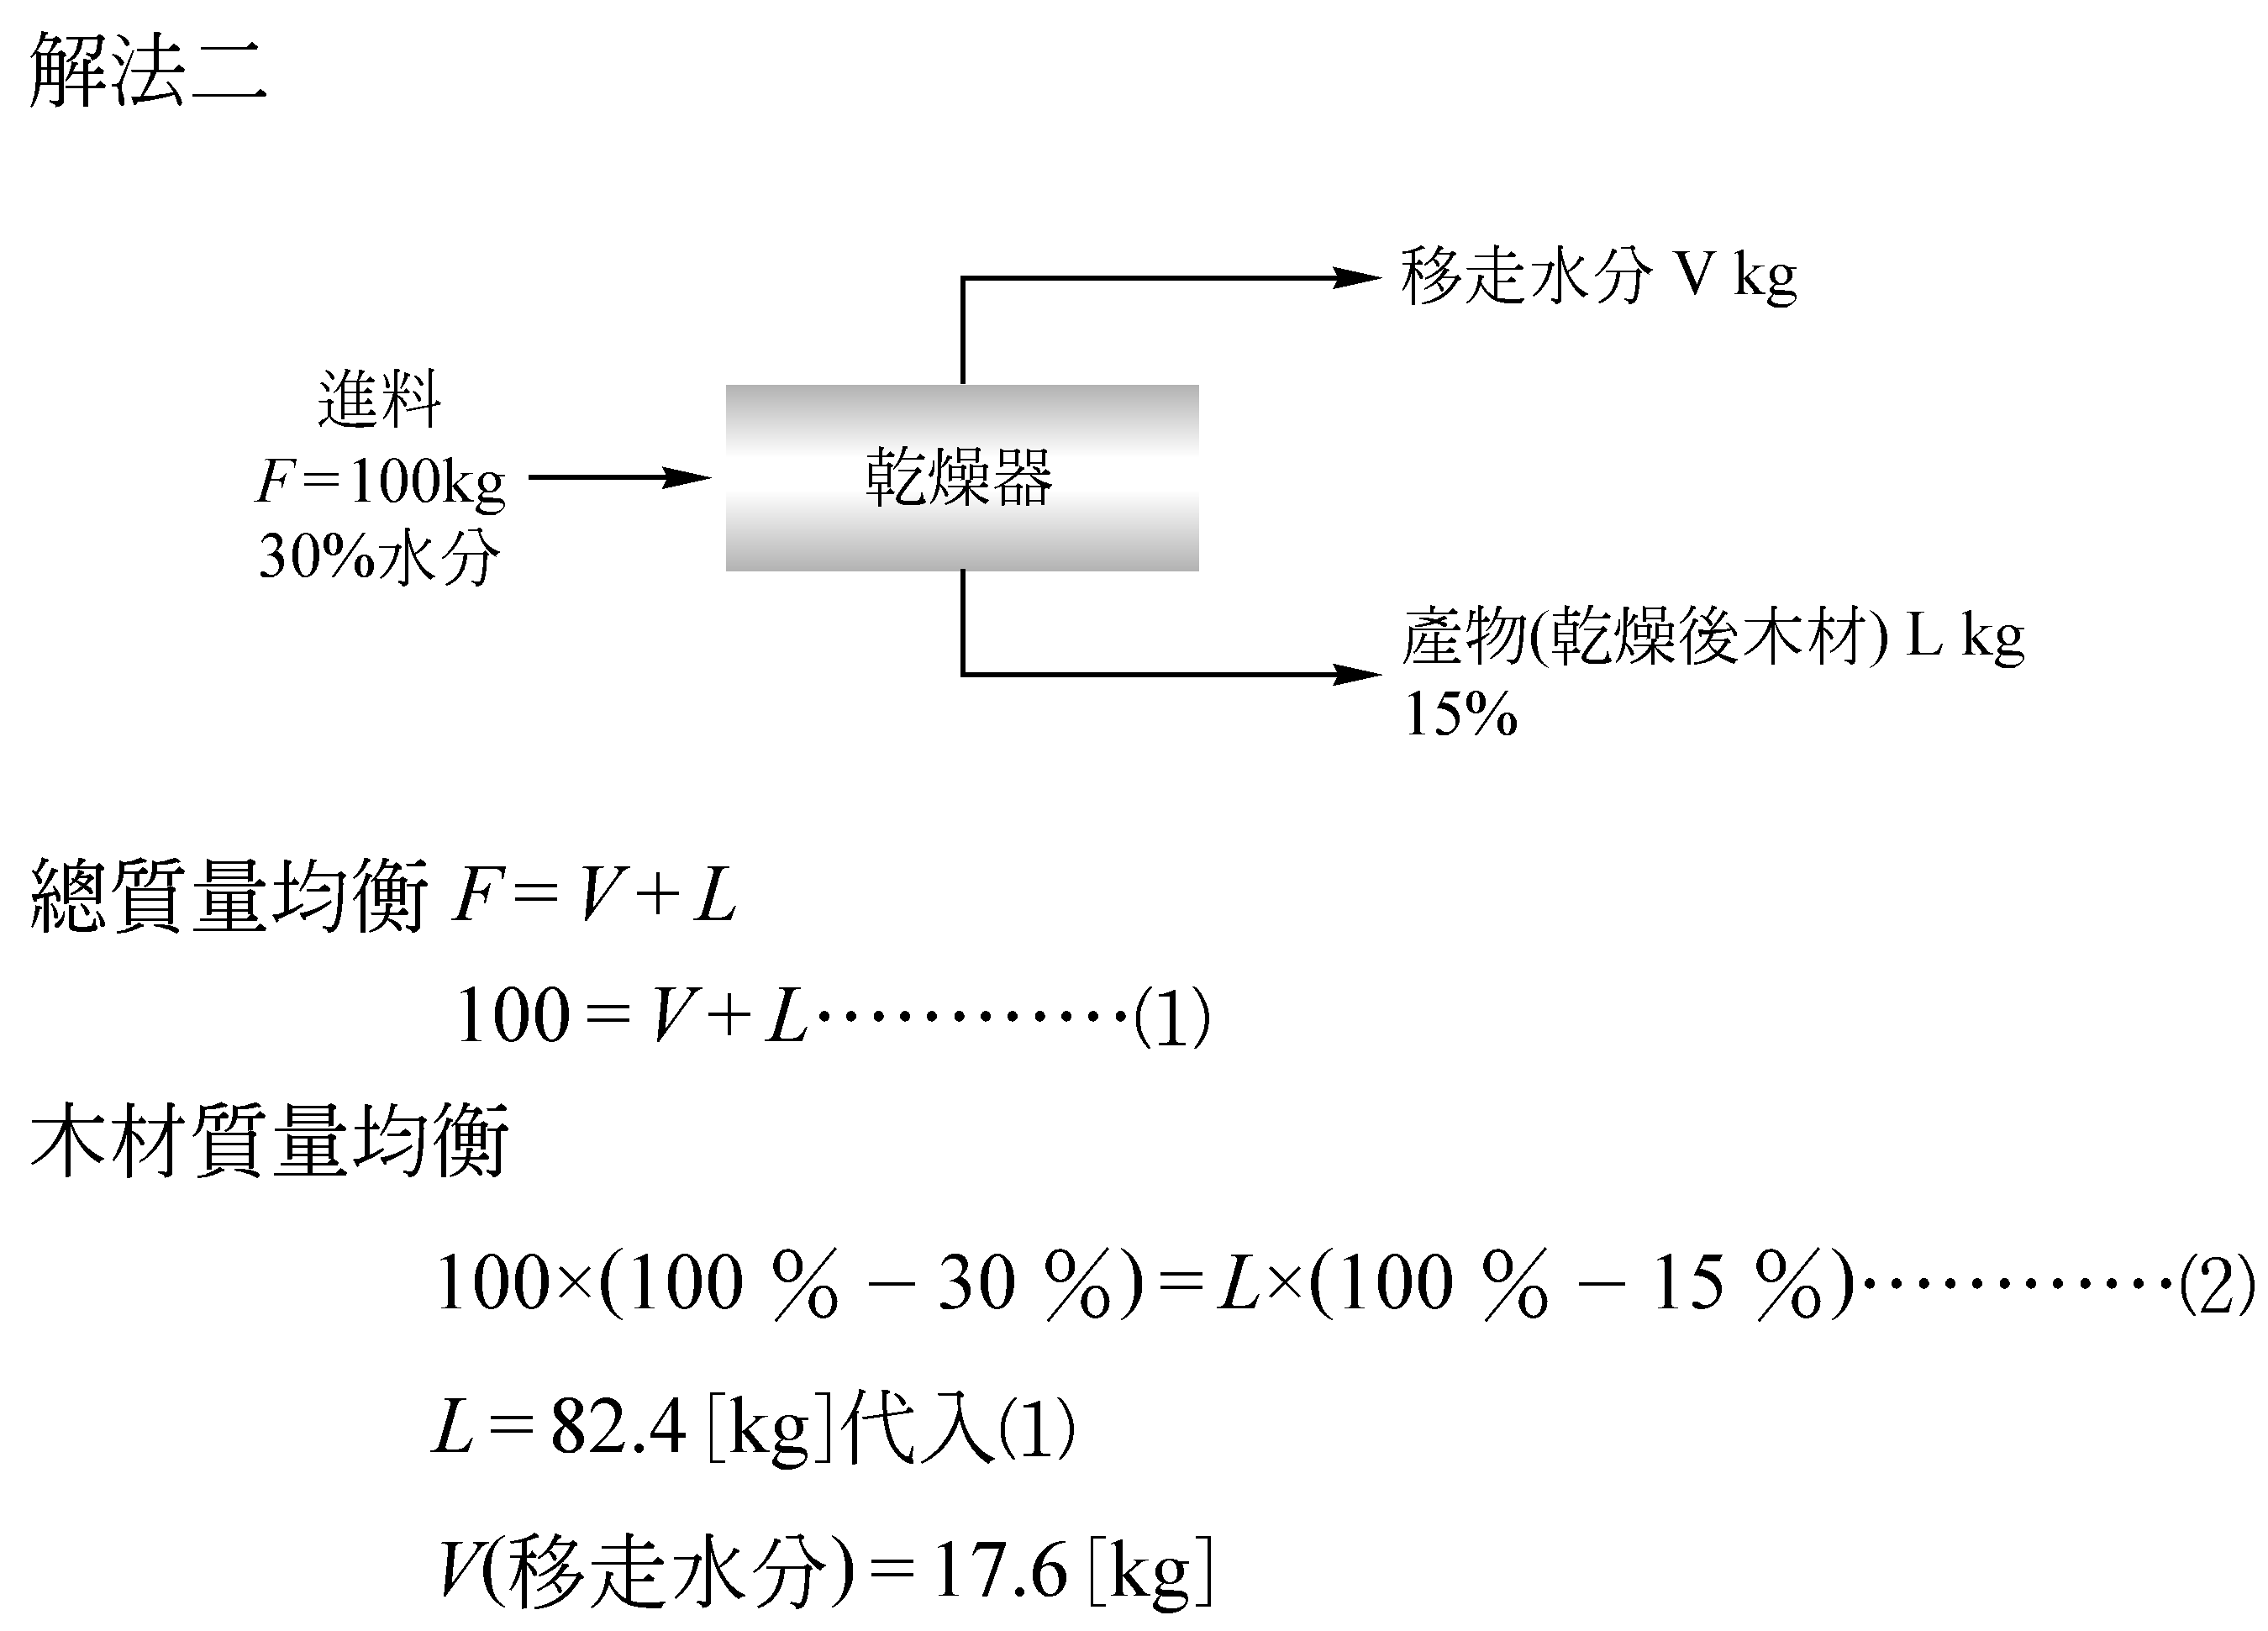 解法二
移走水分 V kg
進料
F=100kg
30%水分
乾燥器
產物(乾燥後木材) L kg
15%
總質量均衡 F = V + L
100 = V + L…………(1)
木材質量均衡
100×(100 % − 30 %) = L×(100 % − 15 %)…………(2)
L = 82.4 [kg]代入(1)
V(移走水分) = 17.6 [kg]